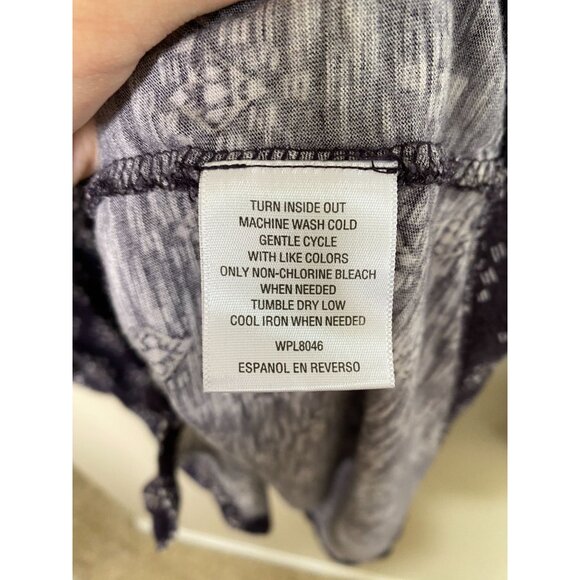 TURN INSIDE OUT
MACHINE WASH COLD
GENTLE CYCLE
WITH LIKE COLORS
ONLY NON-CHLORINE BLEACH
WHEN NEEDED
TUMBLE DRY LOW
COOL IRON WHEN NEEDED
WPL8046
ESPANOL EN REVERSO